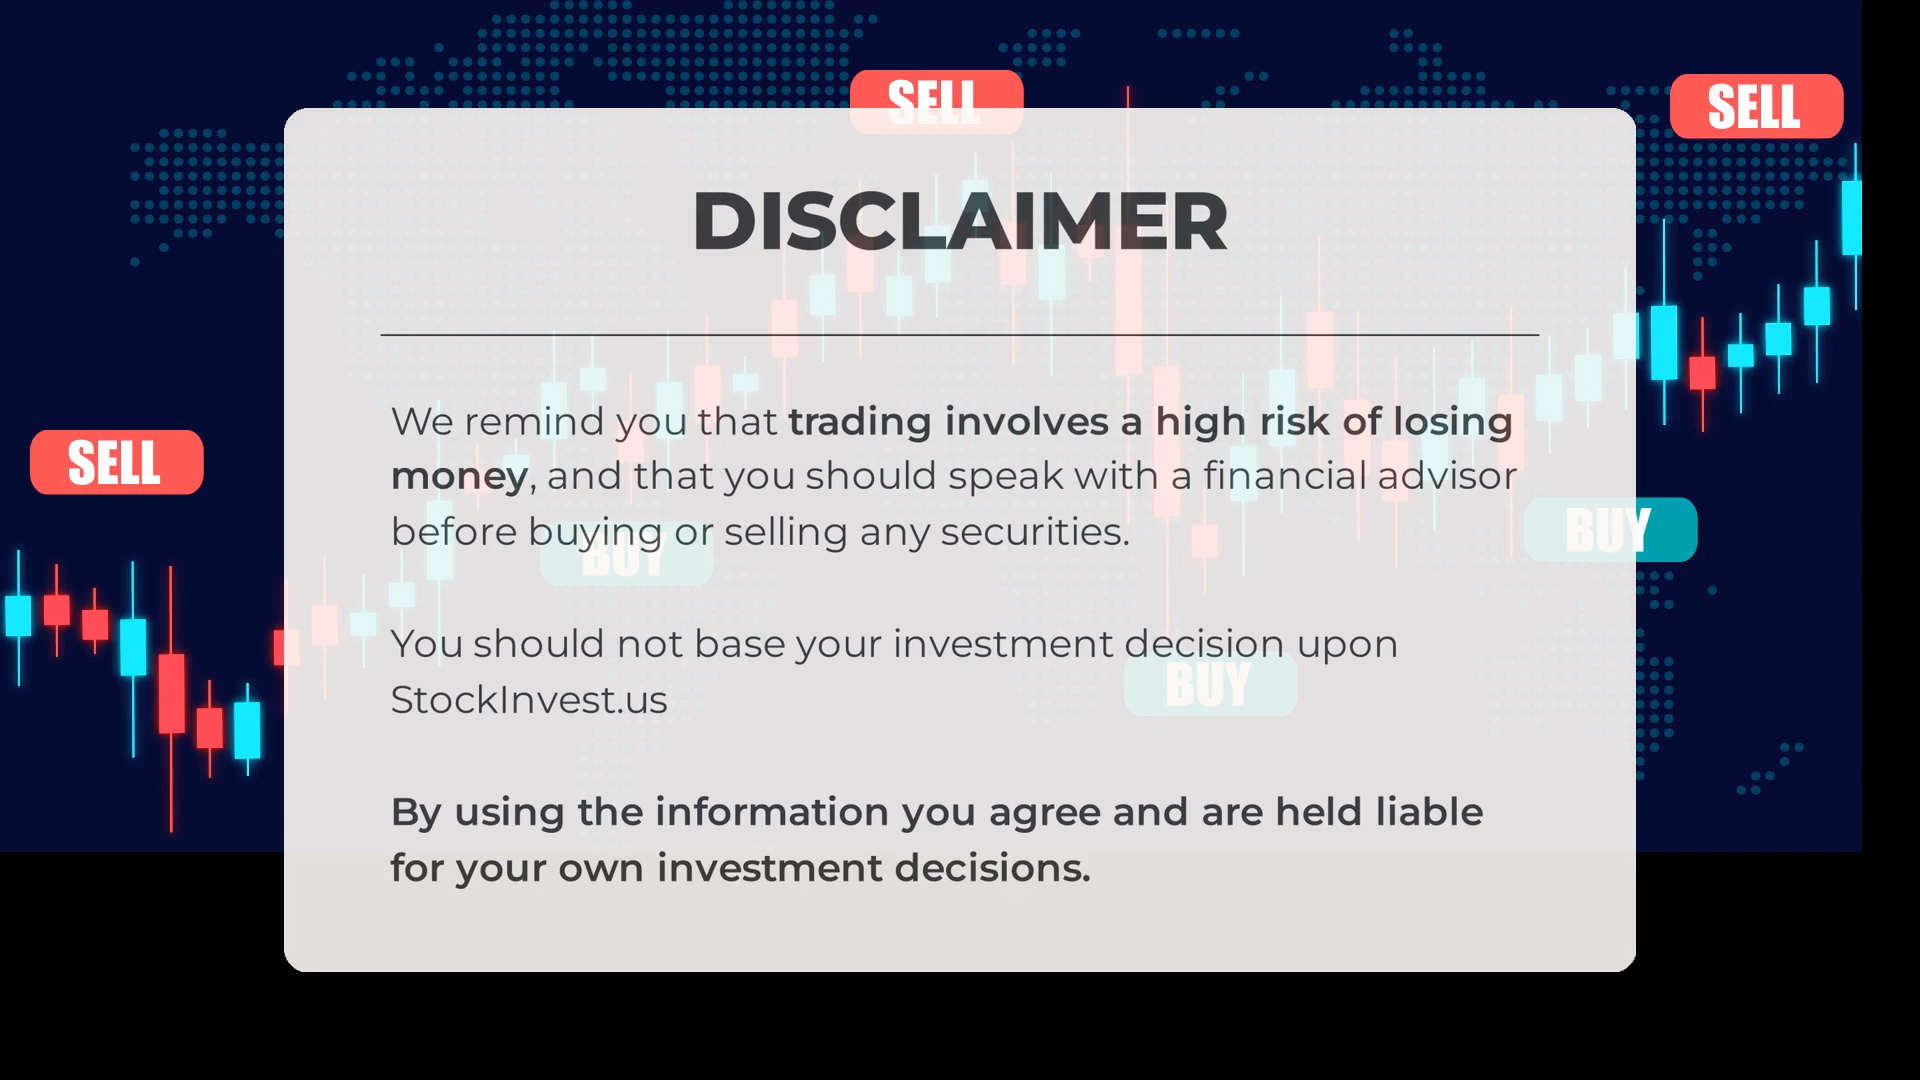 SELL
SELL
DISCLAIMER
We remind you that trading involves a high risk of losing
money, and that you should speak with a financial advisor
before buying or selling any securities.
SELL
BUY
BUY
You should not base your investment decision upon
StockInvest.us
BUY
By using the information you agree and are held liable
for your own investment decisions.